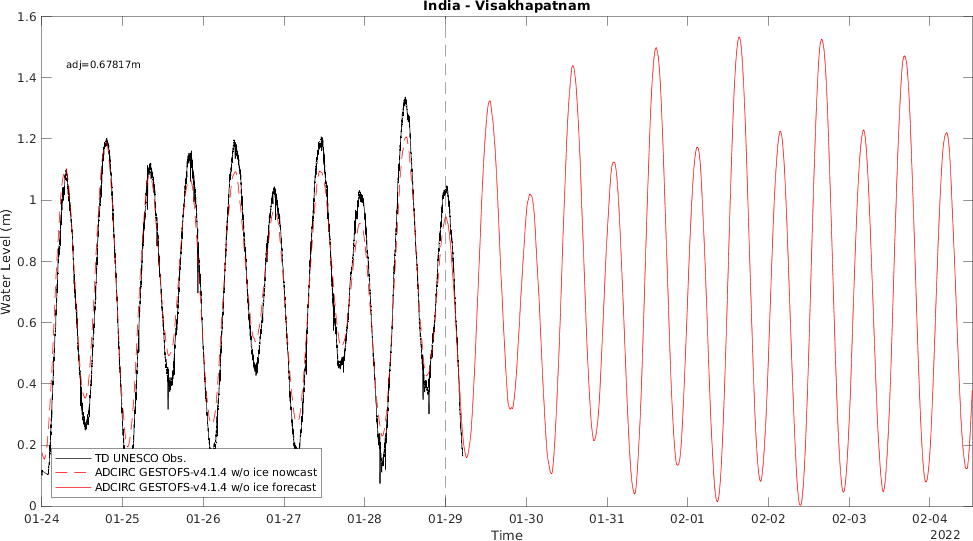 India - Visakhapatnam
adj=0.67817m
Water Level (m)
1.6
1.4
1.2
1
0.8
0.6
0.4
0.2
0
TD UNESCO Obs.
ADCIRC GESTOFS-v4.1.4 w/o ice nowcast
ADCIRC GESTOFS-v4.1.4 w/o ice forecast
01-24 01-25 01-26 01-27 01-28 01-29 01-30 01-31 02-01 02-02 02-03 02-04
2022
Time